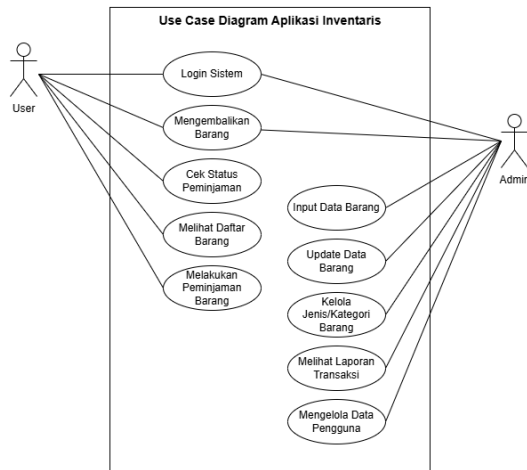 Use Case Diagram Aplikasi Inventaris
Login Sistem
User
Mengembalikan
Barang
Admin
Cek Status
Peminjaman
Input Data Barang
Melihat Daftar
Barang
Update Data
Barang
Melakukan
Peminjaman
Barang
Kelola
Jenis/Kategori
Barang
Melihat Laporan
Transaksi
Mengelola Data
Pengguna